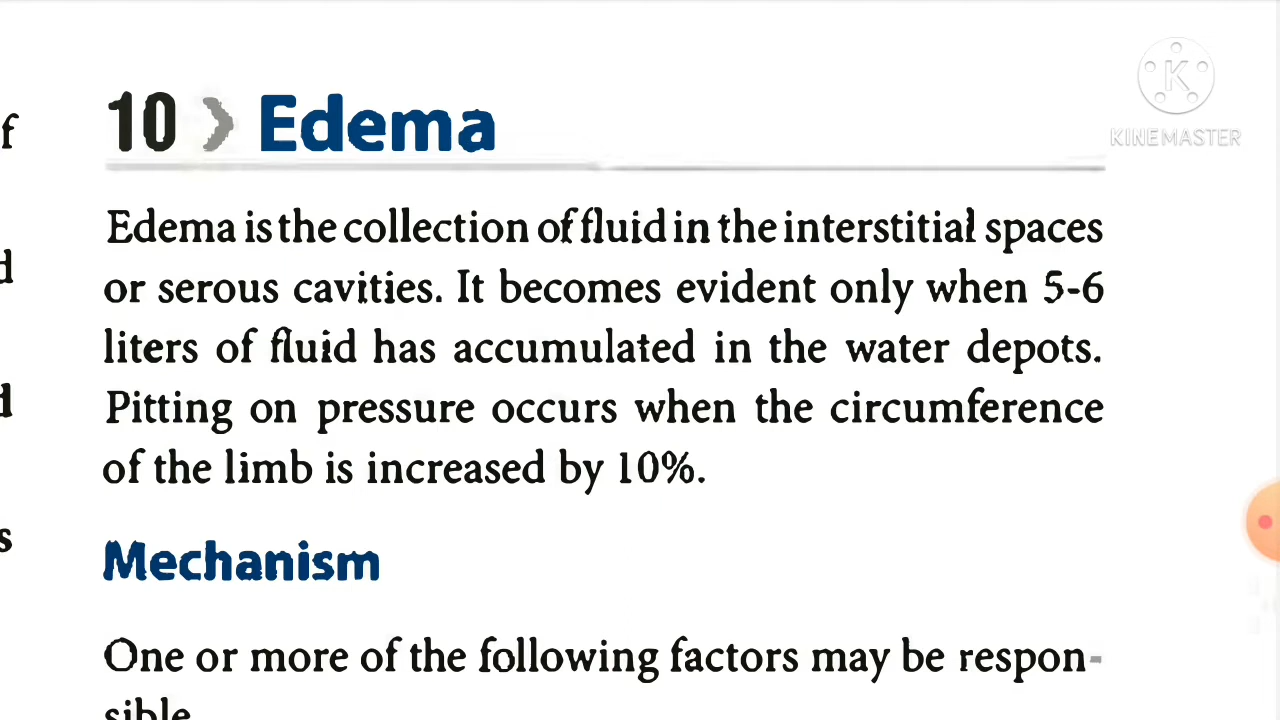 10 Edema
Edema is the collection of fluid in the interstitial spaces
or serous cavities. It becomes evident only when 5-6
liters of fluid has accumulated in the water depots.
Pitting on pressure occurs when the circumference
of the limb is increased by 10%.
Mechanism
One or more of the following factors may be respon-
sible
K
KINEMASTER